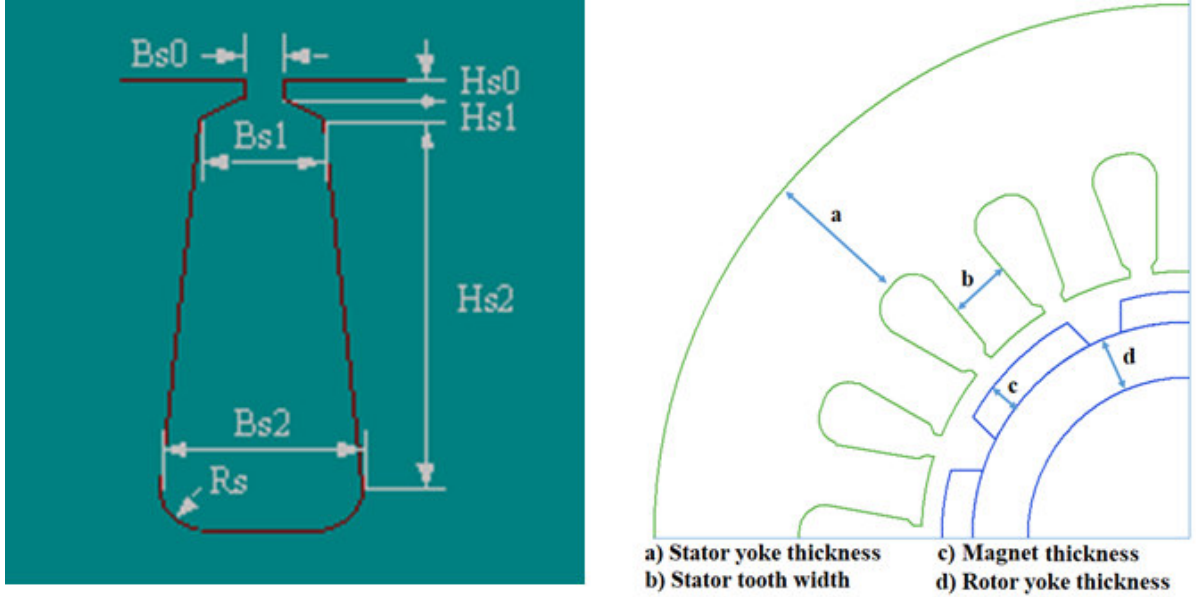 Bs0
Hs0
Hs1
Bs1
Hs2
Bs2
Rs
a
b
c
d
a) Stator yoke thickness
c) Magnet thickness
b) Stator tooth width
d) Rotor yoke thickness